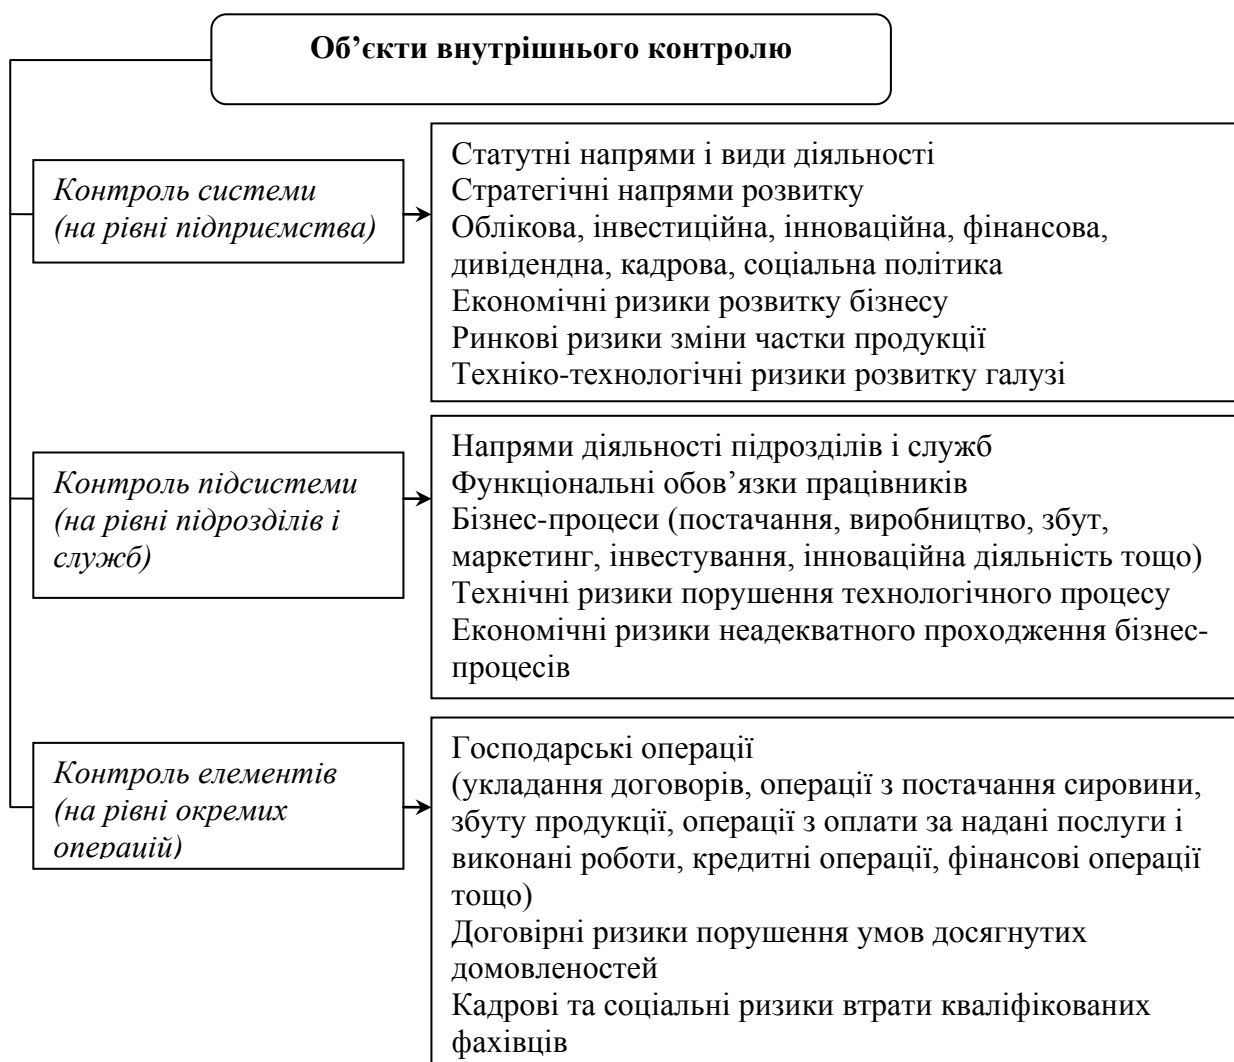 Об’єкти внутрішнього контролю
Контроль системи
(на рівні підприємства)
Статутні напрями і види діяльності
Стратегічні напрями розвитку
Облікова, інвестиційна, інноваційна, фінансова,
дивідендна, кадрова, соціальна політика
Економічні ризики розвитку бізнесу
Ринкові ризики зміни частки продукції
Техніко-технологічні ризики розвитку галузі
Контроль підсистеми
(на рівні підрозділів і
служб)
Напрями діяльності підрозділів і служб
Функціональні обов’язки працівників
Бізнес-процеси (постачання, виробництво, збут,
маркетинг, інвестування, інноваційна діяльність тощо)
Технічні ризики порушення технологічного процесу
Економічні ризики неадекватного проходження бізнес-
процесів
Контроль елементів
(на рівні окремих
операцій)
Господарські операції
(укладання договорів, операції з постачання сировини,
збуту продукції, операції з оплати за надані послуги і
виконані роботи, кредитні операції, фінансові операції
тощо)
Договірні ризики порушення умов досягнутих
домовленостей
Кадрові та соціальні ризики втрати кваліфікованих
фахівців